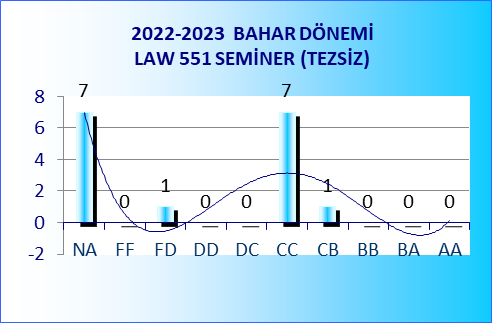 2022-2023 BAHAR DÖNEMİ
LAW 551 SEMİNER (TEZSİZ)
8
6
4
2
0
-2
7
0
1
0
0
7
1
0
0
0
NA
FF
FD
DD
DC
CC
CB
BB
BA
AA